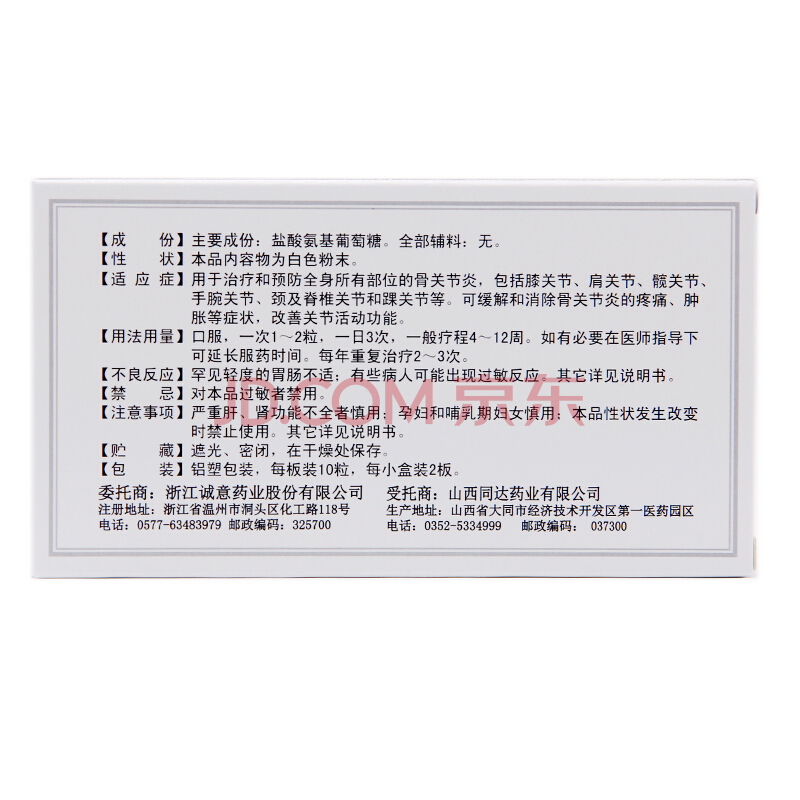 【成　份】主要成份：盐酸氨基葡萄糖。全部辅料：无。
【性　状】本品内容物为白色粉末。
【适应症】用于治疗和预防全身所有部位的骨关节炎，包括膝关节、肩关节、髋关节、
手腕关节、颈及脊椎关节和踝关节等。可缓解和消除骨关节炎的疼痛、肿
胀等症状，改善关节活动功能。
【用法用量】口服，一次1～2粒，一日3次，一般疗程4～12周。如有必要在医师指导下
可延长服药时间。每年重复治疗2～3次。
【不良反应】罕见轻度的胃肠不适；有些病人可能出现过敏反应。其它详见说明书。
【禁　忌】对本品过敏者禁用。
【注意事项】严重肝、肾功能不全者慎用；孕妇和哺乳期妇女慎用；本品性状发生改变
时禁止使用。其它详见说明书。
【贮　藏】遮光、密闭，在干燥处保存。
【包　装】铝塑包装，每板装10粒，每小盒装2板。
委托商：浙江诚意药业股份有限公司　受托商：山西同达药业有限公司
注册地址：浙江省温州市洞头区化工路118号　生产地址：山西省大同市经济技术开发区第一医药园区
电话：0577-63483979 邮政编码：325700　电话：0352-5334999　邮政编码：037300
JD.COM 京东